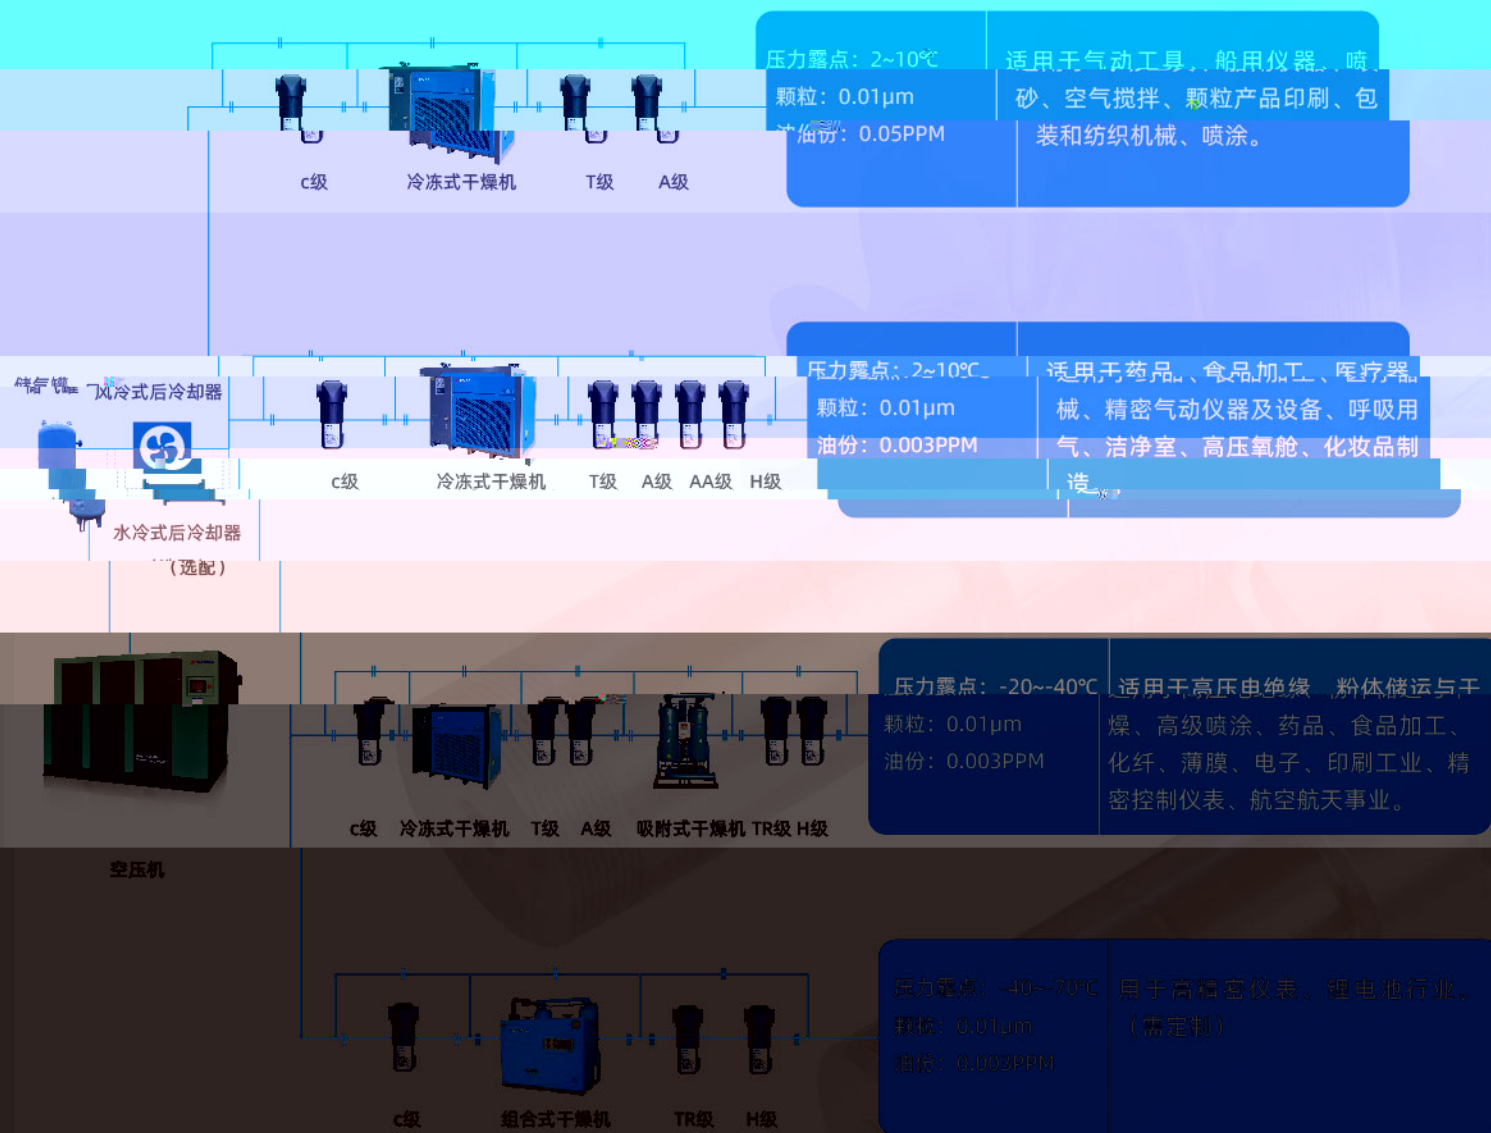 压力露点：2~10℃
颗粒：0.01μm
油份：0.05PPM
适用于气动工具、船用仪器、喷
砂、空气搅拌、颗粒产品印刷、包
装和纺织机械、喷涂。
c级
冷冻式干燥机
T级
A级
储气罐
风冷式后冷却器
水冷式后冷却器
（选配）
压力露点：2~10℃
颗粒：0.01μm
油份：0.003PPM
适用于药品、食品加工、医疗器
械、精密气动仪器及设备、呼吸用
气、洁净室、高压氧舱、化妆品制
造
c级
冷冻式干燥机
T级
A级
AA级
H级
空压机
压力露点：-20~-40℃
颗粒：0.01μm
油份：0.003PPM
适用于高压电绝缘 粉体储运与干
燥、高级喷涂、药品、食品加工、
化纤、薄膜、电子、印刷工业、精
密控制仪表、航空航天事业。
c级
冷冻式干燥机
T级
A级
吸附式干燥机
TR级
H级
压力露点：-40~-70℃
颗粒：0.01μm
油份：0.003PPM
用于高精密仪表、锂电池行业。
（需定制）
c级
组合式干燥机
TR级
H级